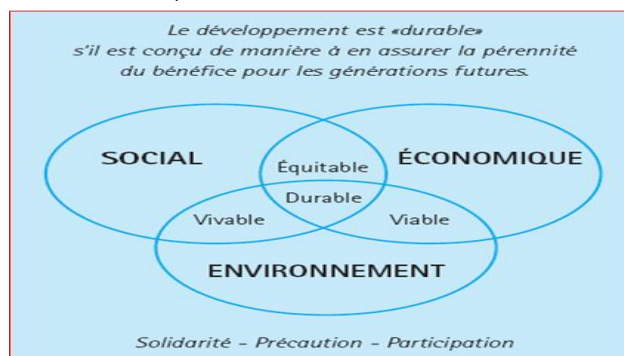 Le développement est «durable»
s'il est conçu de manière à en assurer la pérennité
du bénéfice pour les générations futures.
SOCIAL
ÉCONOMIQUE
Équitable
Durable
Vivable
Viable
ENVIRONNEMENT
Solidarité – Précaution – Participation